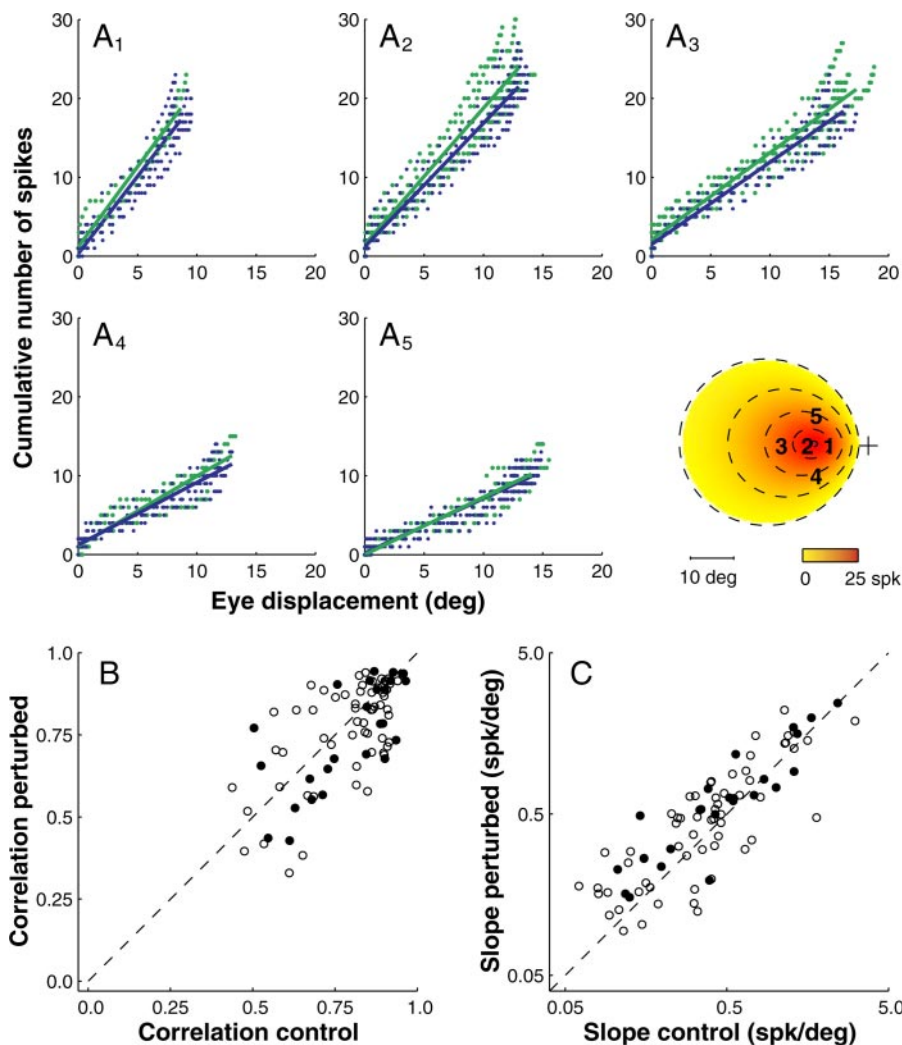 A1
A2
A3
30
20
10
0
0 5 10 15 20
30
20
10
0
0 5 10 15 20
30
20
10
0
0 5 10 15 20
Cumulative number of spikes
A4
A5
30
20
10
0
0 5 10 15 20
30
20
10
0
0 5 10 15 20
Eye displacement (deg)
5
3 2 1
4
10 deg
0 25 spk
B
1.0
0.75
0.5
0.25
0.0
0.0 0.25 0.5 0.75 1.0
Correlation perturbed
Correlation control
C
5.0
0.5
0.05
0.05 0.5 5.0
Slope perturbed (spk/deg)
Slope control (spk/deg)